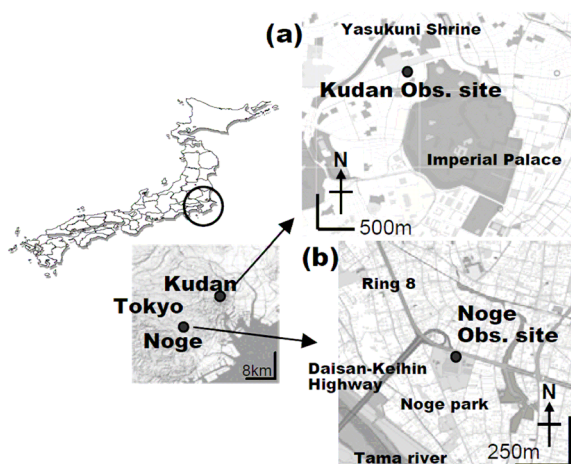 (a)
Yasukuni Shrine
Kudan Obs. site
Imperial Palace
N
500m
Kudan
Tokyo
Noge
8km
(b)
Ring 8
Noge
Obs. site
Daisan-Keihin
Highway
Noge park
N
Tama river
250m